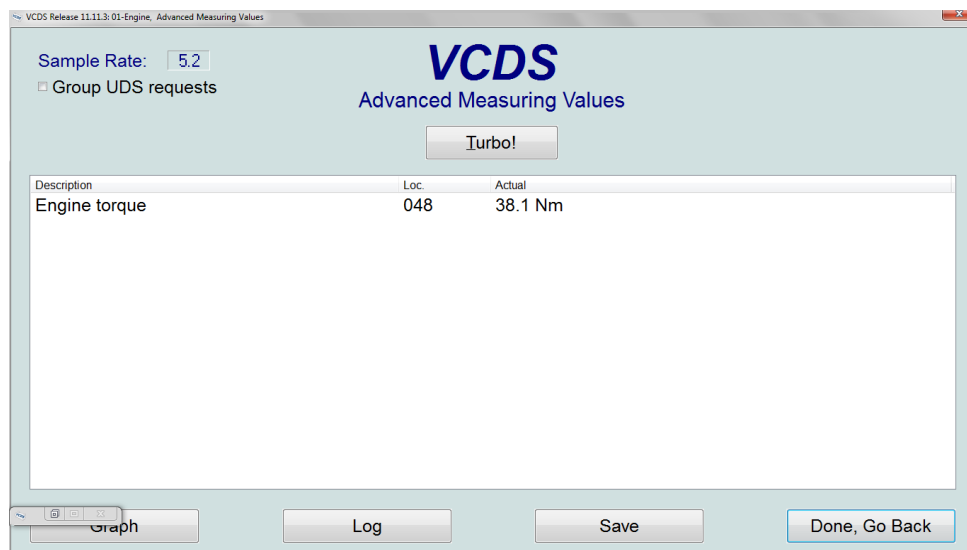 VCDS Release 11.11.3: 01-Engine, Advanced Measuring Values
Sample Rate: 5.2
Group UDS requests
VCDS
Advanced Measuring Values
Turbo!
Description Loc. Actual
Engine torque 048 38.1 Nm
Graph Log Save Done, Go Back